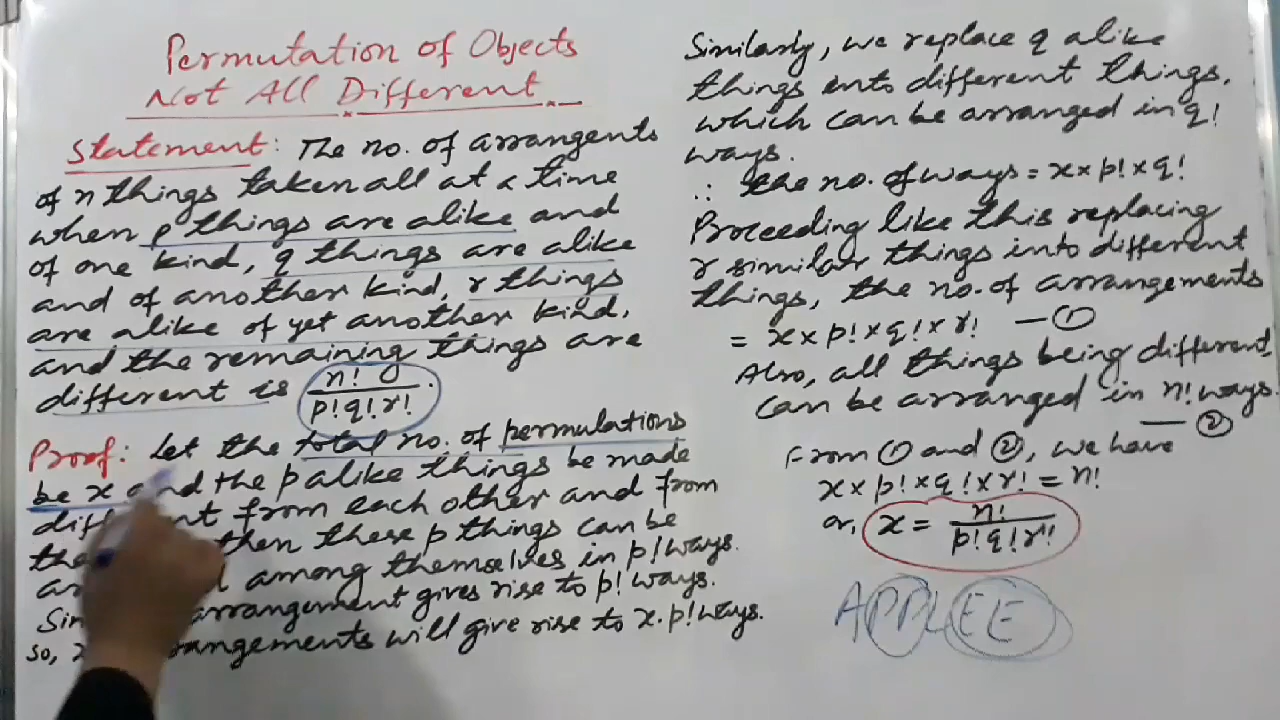 Permutation of Objects
Not All Different
Statement: The no. of arrangents
of n things taken all at a time
when p things are alike and
of one kind, q things are alike
and of another kind, r things
are alike of yet another kind,
and the remaining things are
different is n!/p!q!r!.
Proof: Let the total no. of permulations
be x and the p alike things be made
from each other and from
then these p things can be
among themselves in p! ways.
arrangement gives rise to p! ways.
so, will give rise to x.p! ways.
Similarly, we replace q alike
things into different things,
which can be arranged in q!
ways.
∴ the no. of ways = x × p! × q!
Proceeding like this replacing
r similar things into different
things, the no. of arrangements
= x × p! × q! × r! — ①
Also, all things being different,
can be arranged in n! ways.
— ②
From ① and ②, we have
x × p! × q! × r! = n!
or, x = n!/p!q!r!
APPLEE